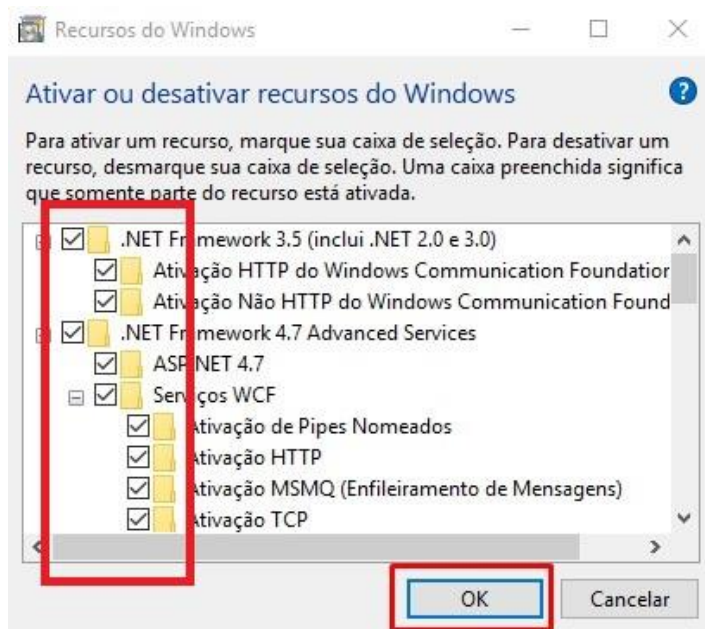 Recursos do Windows
Ativar ou desativar recursos do Windows
?
Para ativar um recurso, marque sua caixa de seleção. Para desativar um
recurso, desmarque sua caixa de seleção. Uma caixa preenchida significa
que somente parte do recurso está ativada.
.NET Framework 3.5 (inclui .NET 2.0 e 3.0)
Ativação HTTP do Windows Communication Foundation
Ativação Não HTTP do Windows Communication Found
.NET Framework 4.7 Advanced Services
ASP.NET 4.7
Serviços WCF
Ativação de Pipes Nomeados
Ativação HTTP
Ativação MSMQ (Enfileiramento de Mensagens)
Ativação TCP
OK
Cancelar